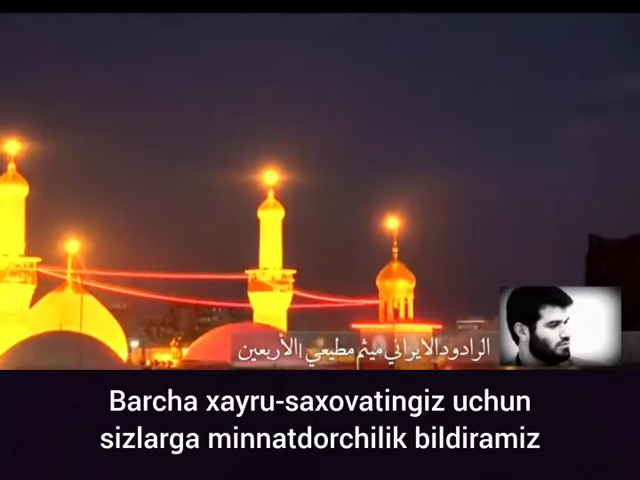 الرادود الايراني ميثم مطيعي | الأربعين
Barcha xayru-saxovatingiz uchun
sizlarga minnatdorchilik bildiramiz